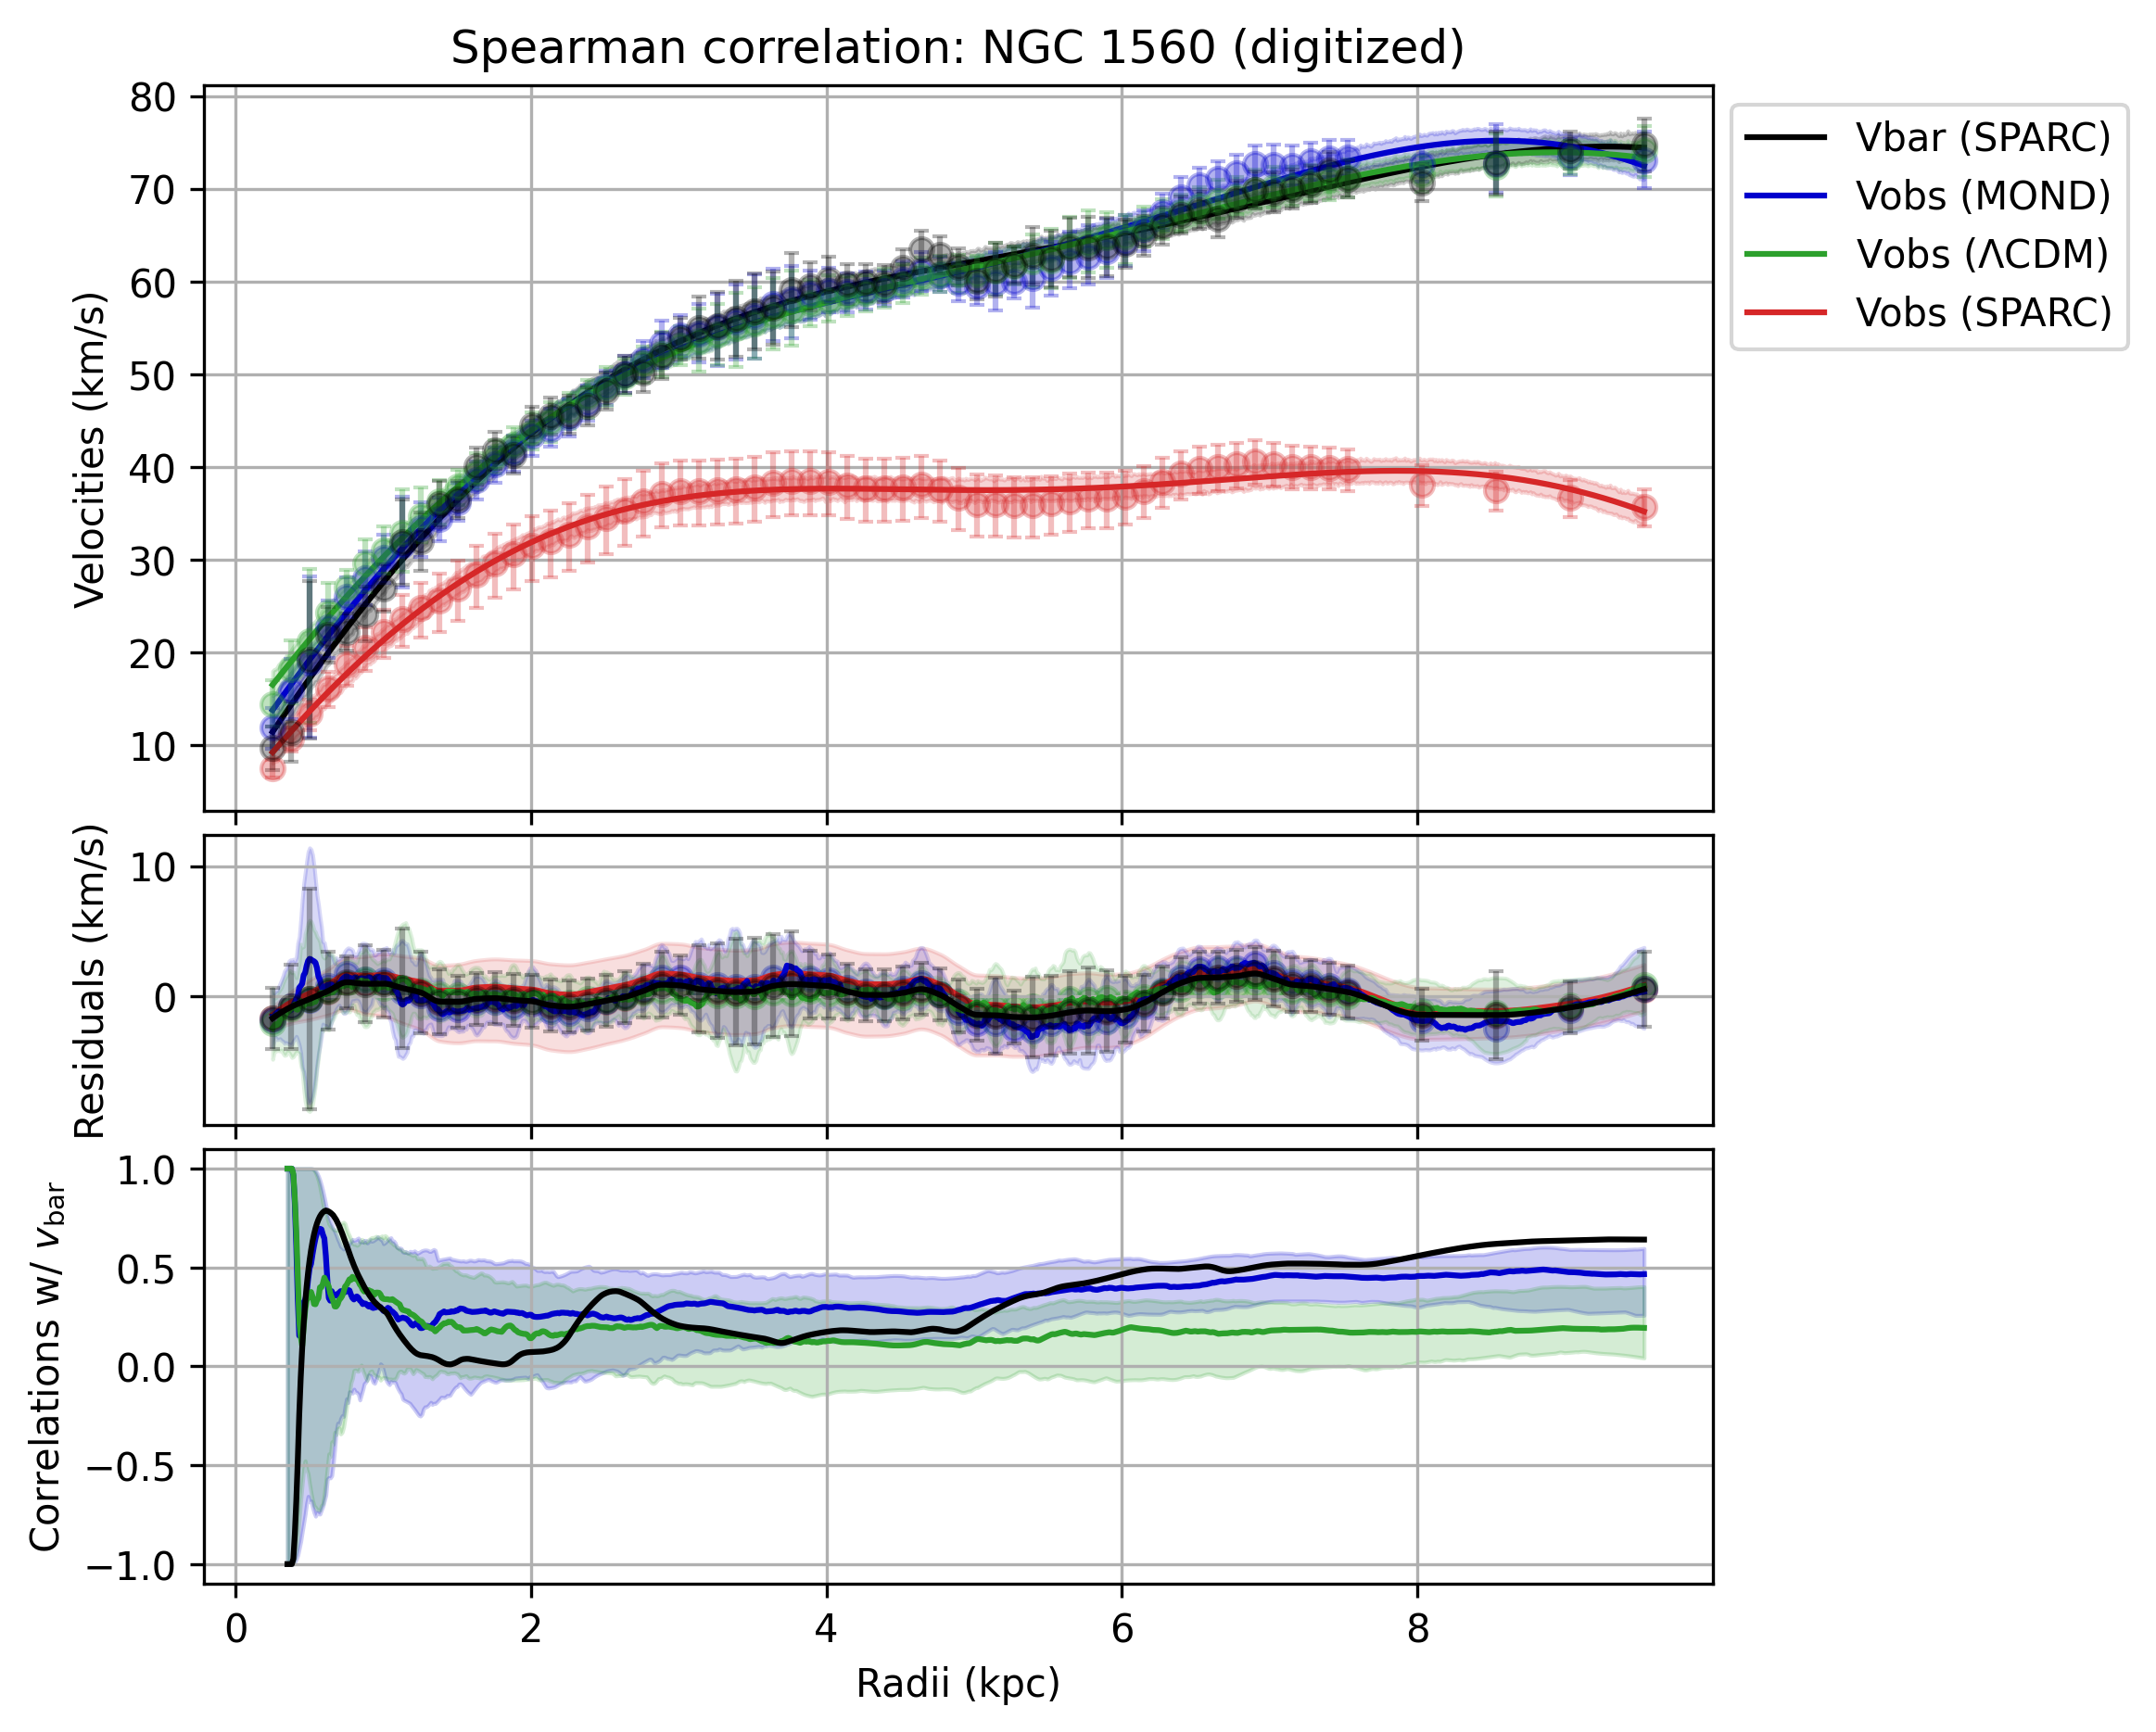 Spearman correlation: NGC 1560 (digitized)
80
70
60
50
40
30
20
10
Velocities (km/s)
Vbar (SPARC)
Vobs (MOND)
Vobs (ΛCDM)
Vobs (SPARC)
10
0
Residuals (km/s)
1.0
0.5
0.0
−0.5
−1.0
Correlations w/ vbar
0 2 4 6 8
Radii (kpc)